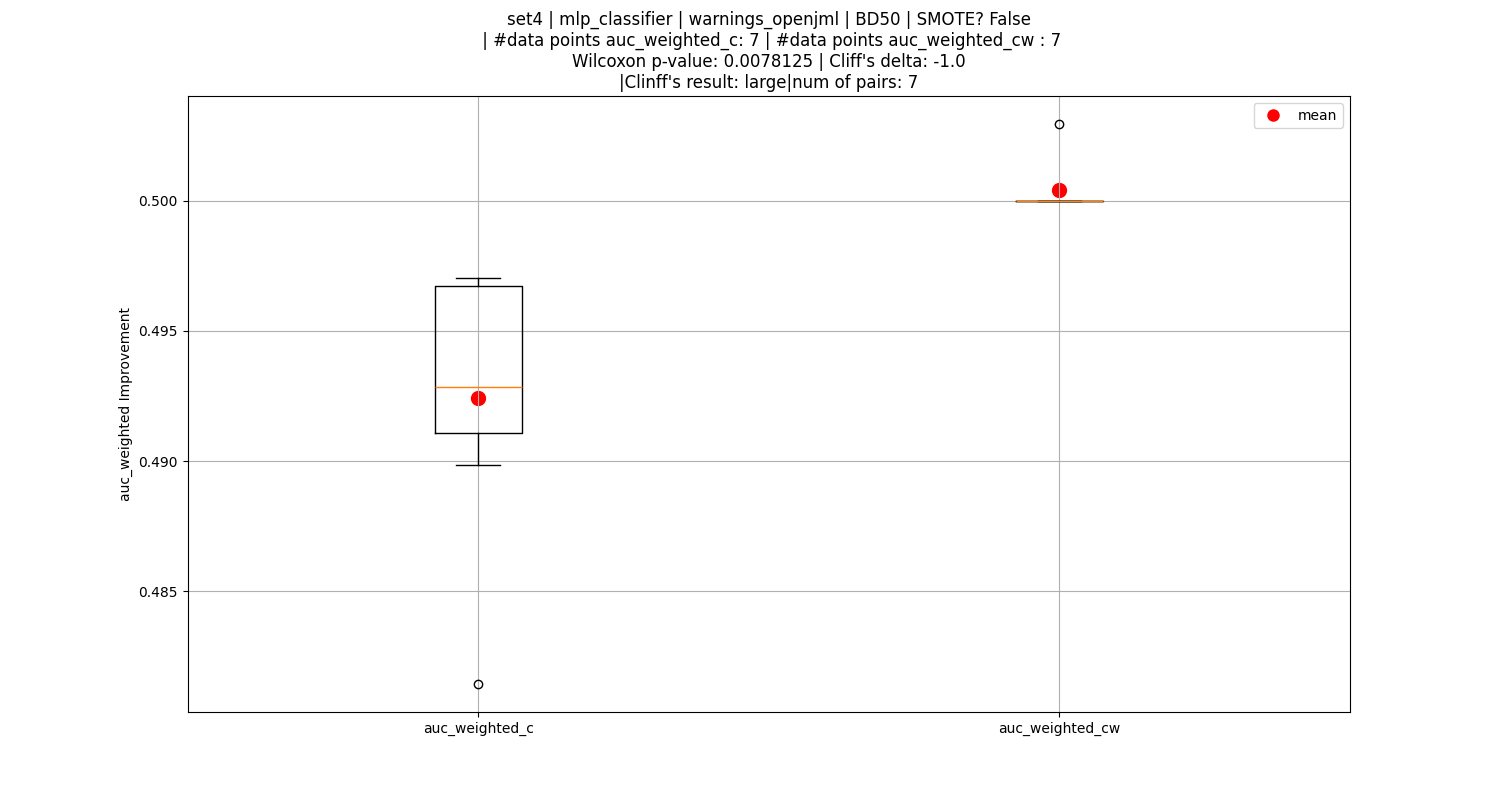 set4 | mlp_classifier | warnings_openjml | BD50 | SMOTE? False
| #data points auc_weighted_c: 7 | #data points auc_weighted_cw : 7
Wilcoxon p-value: 0.0078125 | Cliff's delta: -1.0
|Clinff's result: large|num of pairs: 7
mean
0.500
0.495
0.490
0.485
auc_weighted Improvement
auc_weighted_c
auc_weighted_cw